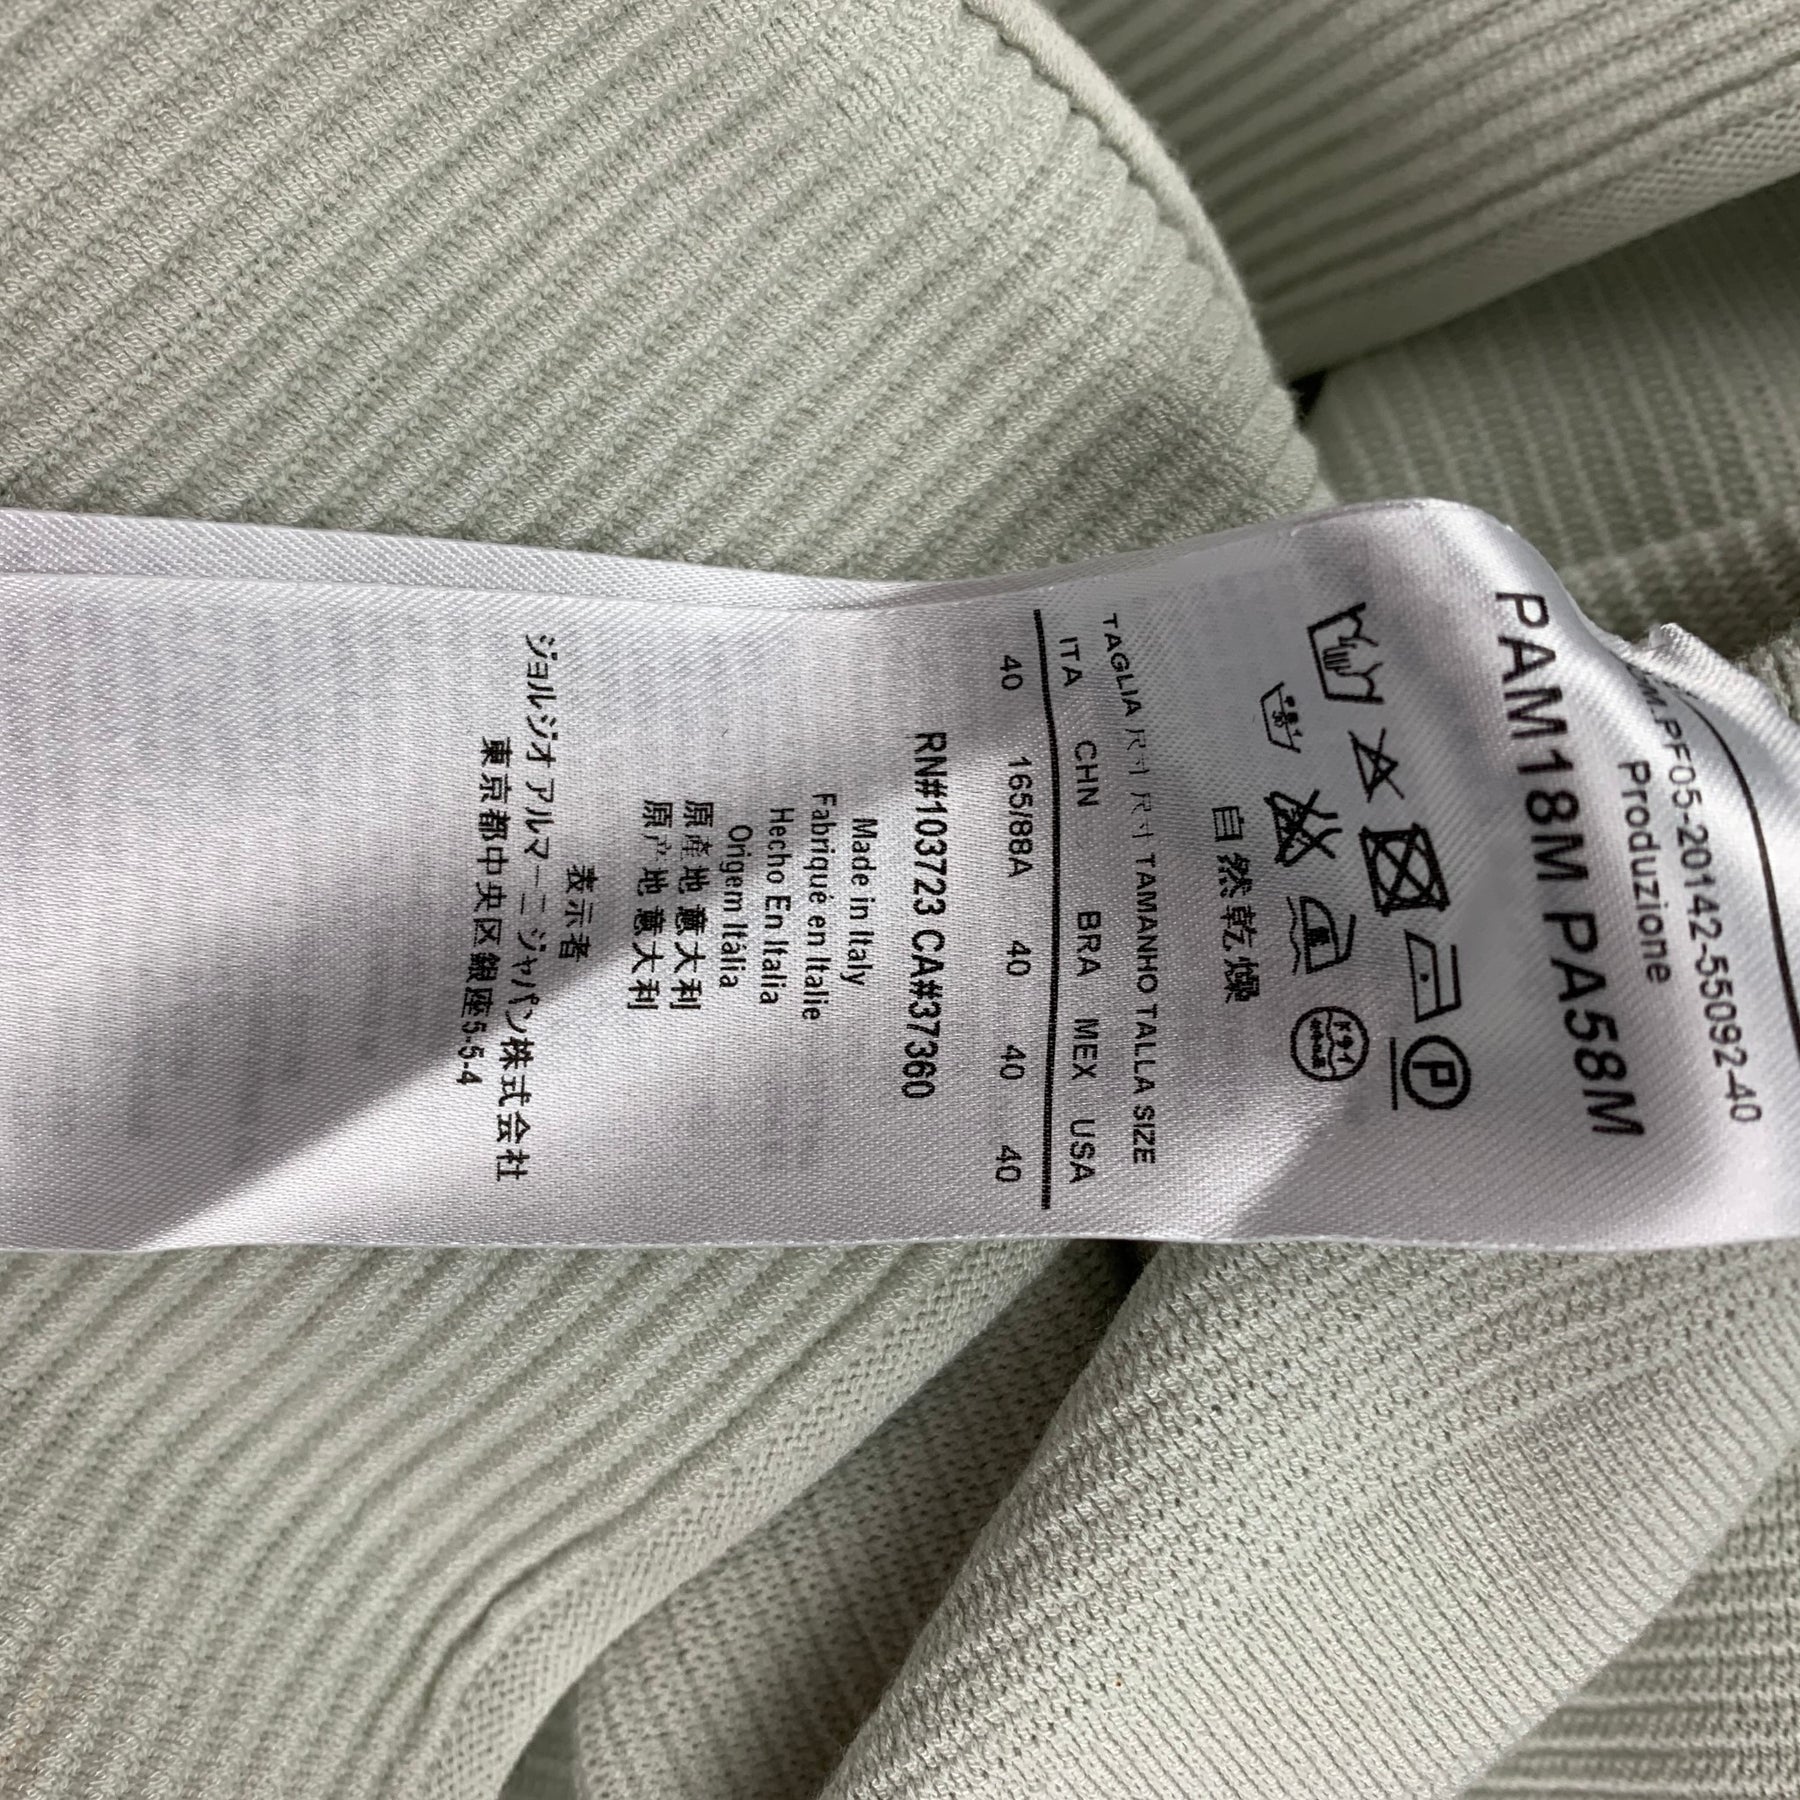 PF05-20142-55092-40
Produzione
PAM18M PA58M
P
ドライ
自然乾燥
TAGLIA 尺寸 尺寸 TAMANHO TALLA SIZE
ITA CHN BRA MEX USA
40 165/88A 40 40 40
RN#103723 CA#37360
Made in Italy
Fabriqué en Italie
Hecho En Italia
Origem Itália
原產地 意大利
原产地 意大利
表示者
ジョルジオ アルマーニ ジャパン株式会社
東京都中央区銀座5-5-4